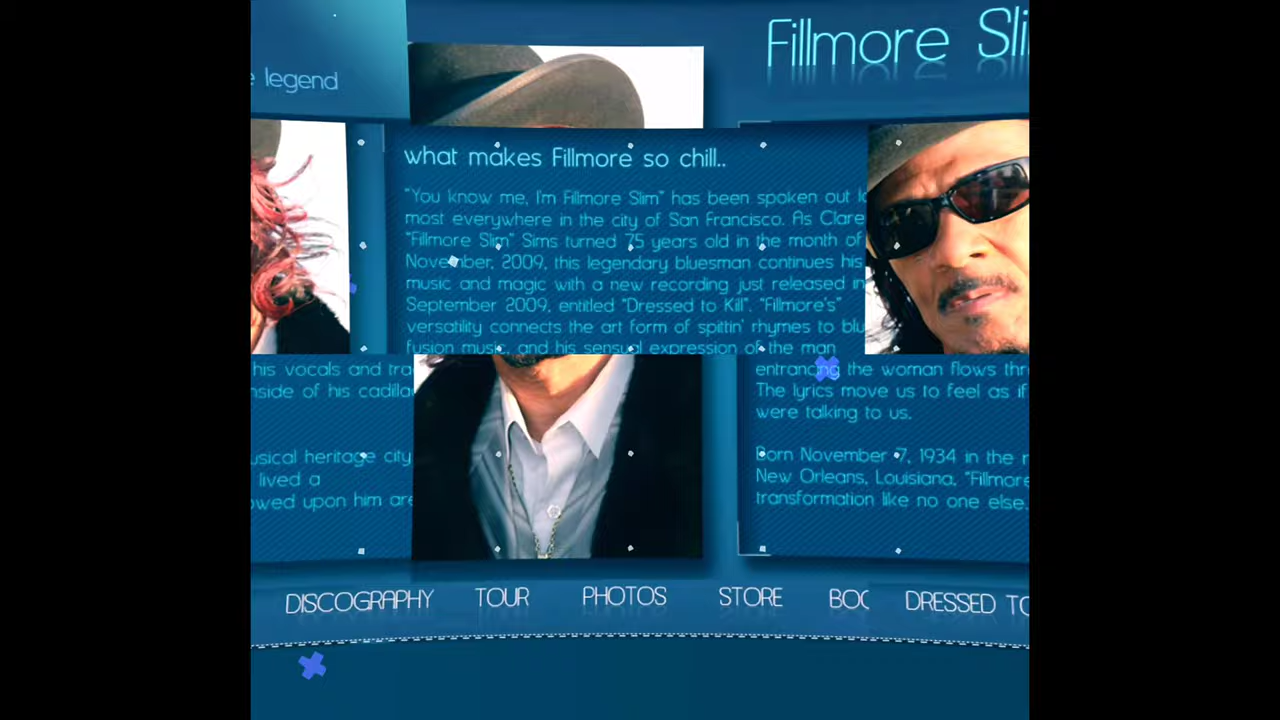 e legend
Fillmore Sli
what makes Fillmore so chill..
"You know me, I'm Fillmore Slim" has been spoken out lo
most everywhere in the city of San Francisco. As Clare
"Fillmore Slim" Sims turned 75 years old in the month of
November, 2009, this legendary bluesman continues his
music and magic with a new recording just released in
September 2009, entitled "Dressed to Kill". "Fillmore's"
versatility connects the art form of spittin' rhymes to blu
fusion music, and his sensual expression of the man
his vocals and tra
nside of his cadilla
usical heritage city
lived a
owed upon him are
entrancing the woman flows thr
The lyrics move us to feel as if
were talking to us.
Born November 7, 1934 in the
New Orleans, Louisiana, "Fillmore
transformation like no one else.
DISCOGRAPHY TOUR PHOTOS STORE BOO DRESSED TO